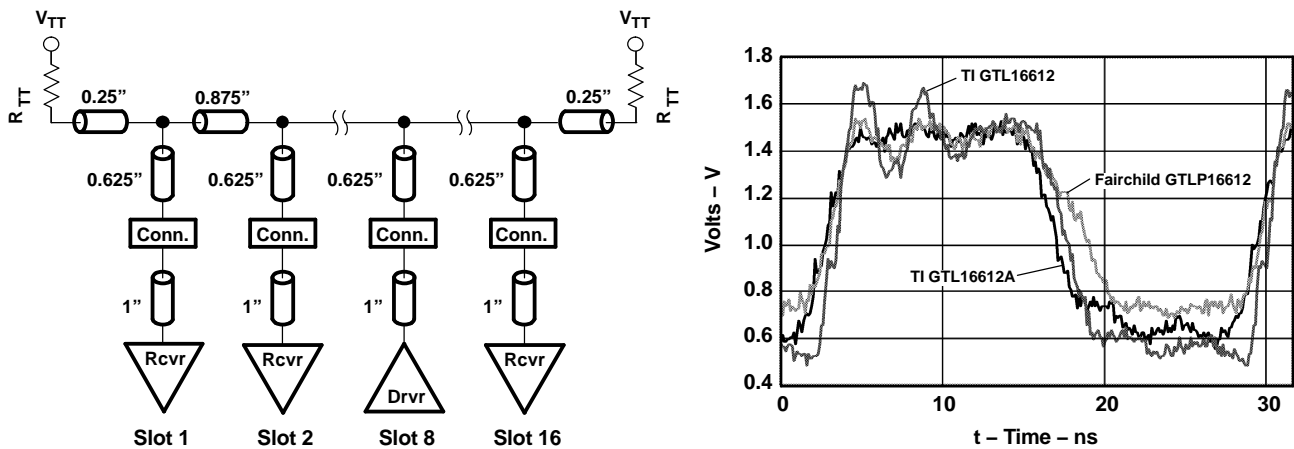 VTT
RTT
0.25”
0.875”
0.25”
VTT
RTT
0.625”
0.625”
0.625”
0.625”
Conn.
Conn.
Conn.
Conn.
1”
1”
1”
1”
Rcvr
Rcvr
Drvr
Rcvr
Slot 1
Slot 2
Slot 8
Slot 16
1.8
1.6
1.4
1.2
1.0
0.8
0.6
0.4
Volts – V
TI GTL16612
Fairchild GTLP16612
TI GTL16612A
0
10
20
30
t – Time – ns